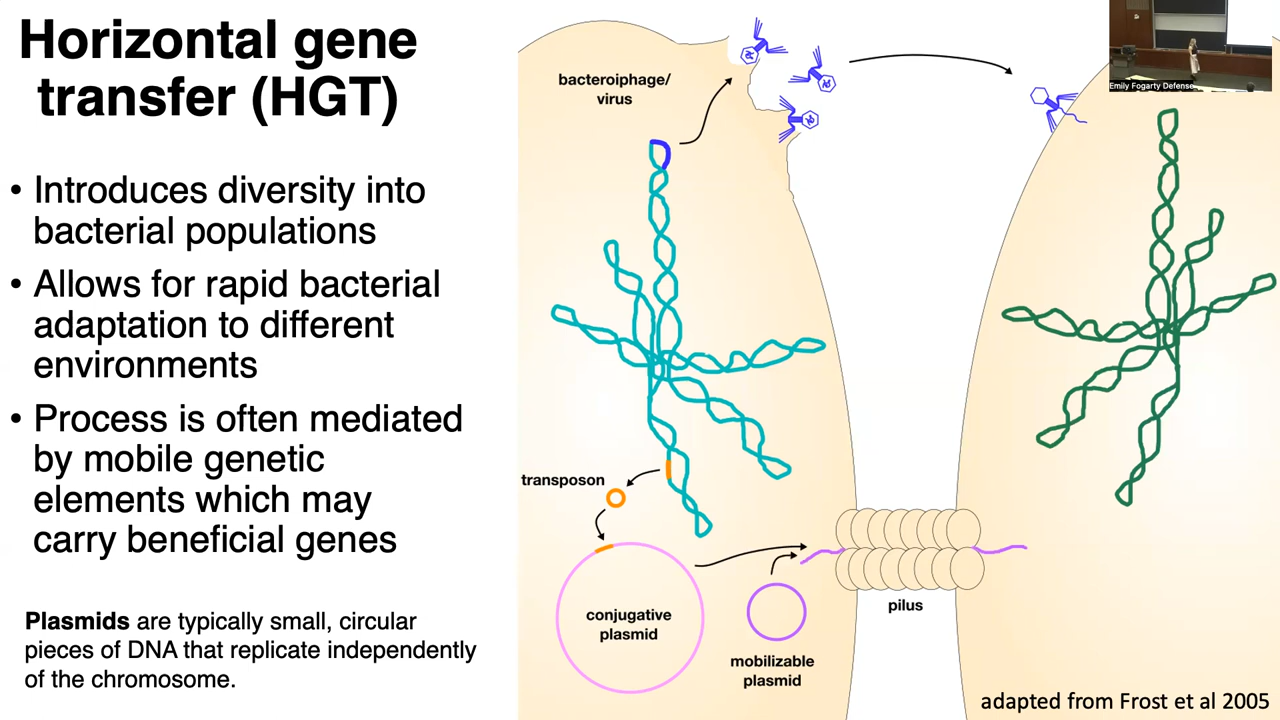 Horizontal gene
transfer (HGT)
• Introduces diversity into
bacterial populations
• Allows for rapid bacterial
adaptation to different
environments
• Process is often mediated
by mobile genetic
elements which may
carry beneficial genes
Plasmids are typically small, circular
pieces of DNA that replicate independently
of the chromosome.
bacteroiphage/
virus
transposon
conjugative
plasmid
mobilizable
plasmid
pilus
Emily Fogarty Defense
adapted from Frost et al 2005